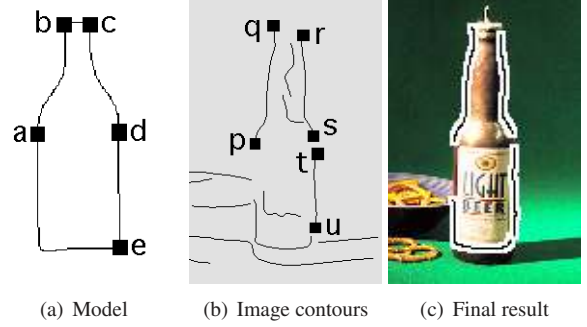 b c
a d
e
q r
p s
t
u
LIGHT
BEER
(a) Model (b) Image contours (c) Final result